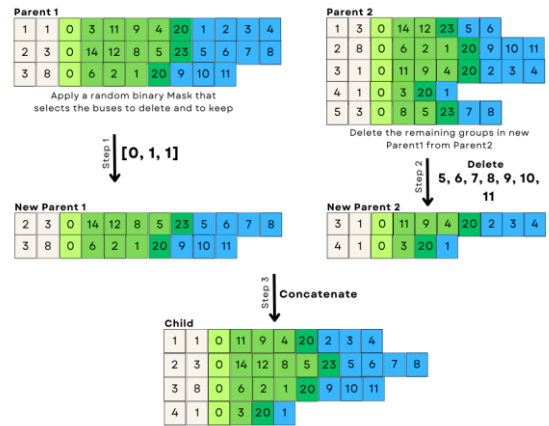 Parent 1
1 1 0 3 11 9 4 20 1 2 3 4
2 3 0 14 12 8 5 23 5 6 7 8
3 8 0 6 2 1 20 9 10 11
Apply a random binary Mask that
selects the buses to delete and to keep
Parent 2
1 3 0 14 12 23 5 6
2 8 0 6 2 1 20 9 10 11
3 1 0 11 9 4 20 2 3 4
4 1 0 3 20 1
5 3 0 8 5 23 7 8
Delete the remaining groups in new
Parent1 from Parent2
Step 1
[0, 1, 1]
Step 2
Delete
5, 6, 7, 8, 9, 10,
11
New Parent 1
2 3 0 14 12 8 5 23 5 6 7 8
3 8 0 6 2 1 20 9 10 11
New Parent 2
3 1 0 11 9 4 20 2 3 4
4 1 0 3 20 1
Step 3
Concatenate
Child
1 1 0 11 9 4 20 2 3 4
2 3 0 14 12 8 5 23 5 6 7 8
3 8 0 6 2 1 20 9 10 11
4 1 0 3 20 1